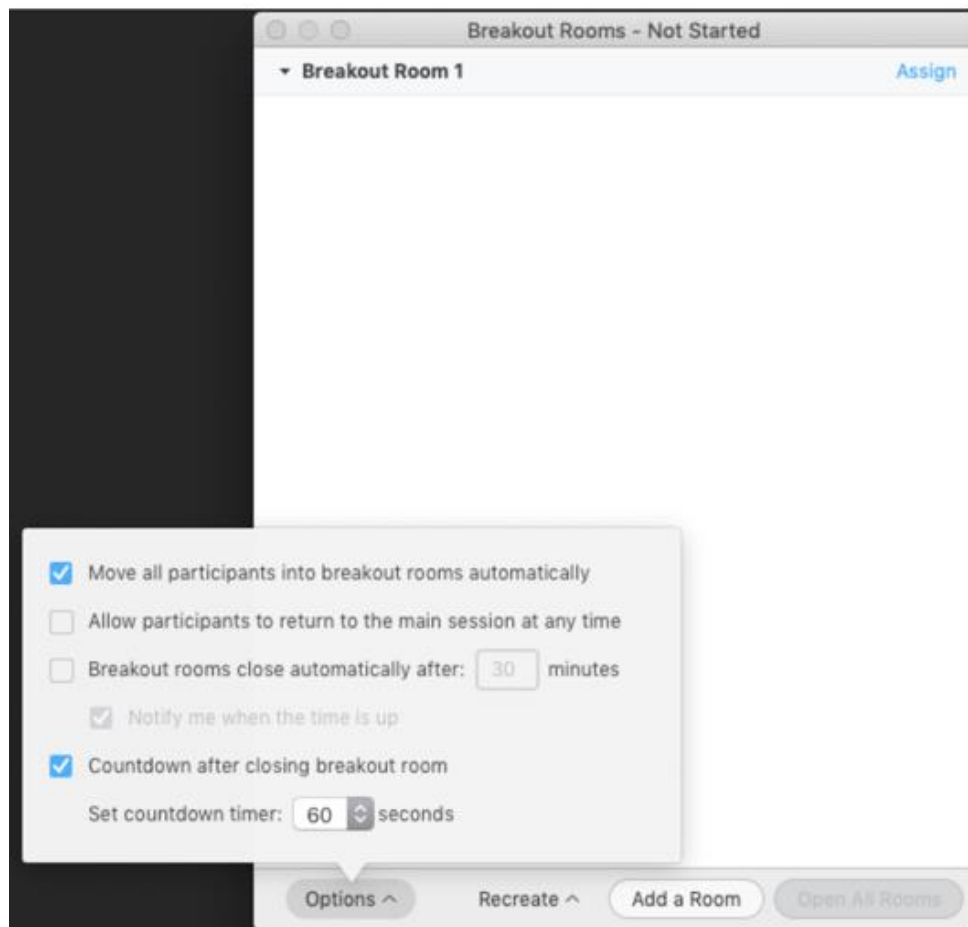 Breakout Rooms - Not Started
Breakout Room 1 Assign
Move all participants into breakout rooms automatically
Allow participants to return to the main session at any time
Breakout rooms close automatically after: 30 minutes
Notify me when the time is up
Countdown after closing breakout room
Set countdown timer: 60 seconds
Options Recreate Add a Room Open All Rooms